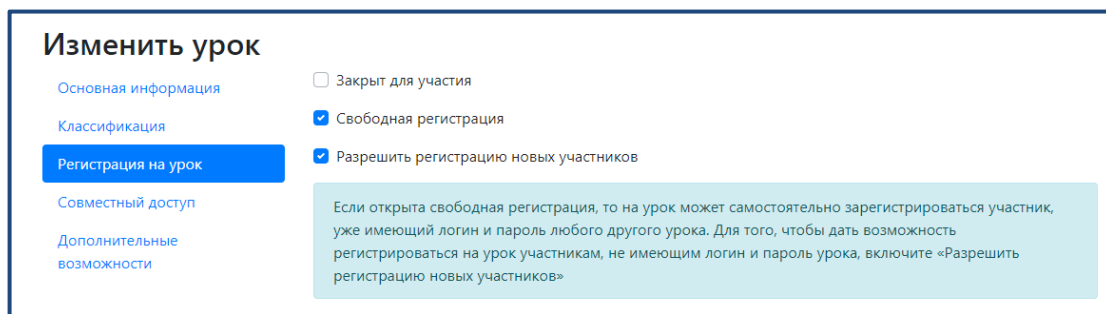 Изменить урок
Основная информация
Классификация
Регистрация на урок
Совместный доступ
Дополнительные
возможности
Закрыт для участия
Свободная регистрация
Разрешить регистрацию новых участников
Если открыта свободная регистрация, то на урок может самостоятельно зарегистрироваться участник,
уже имеющий логин и пароль любого другого урока. Для того, чтобы дать возможность
регистрироваться на урок участникам, не имеющим логин и пароль урока, включите «Разрешить
регистрацию новых участников»